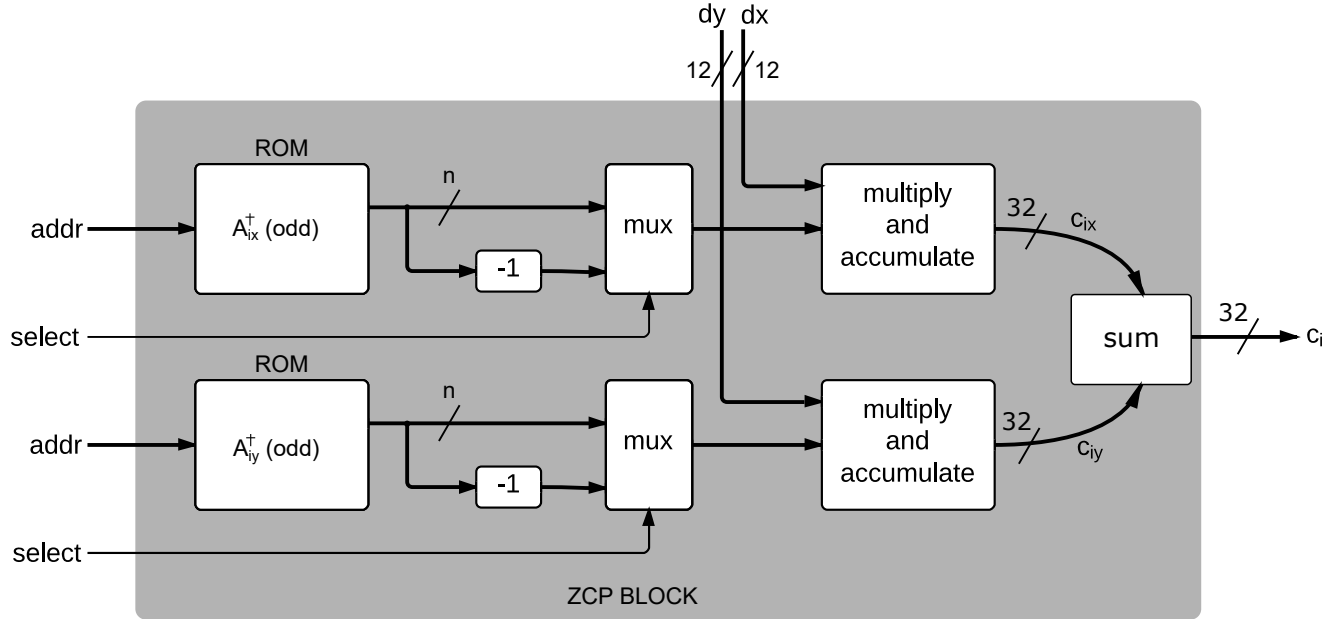 dy dx
12 12
ROM
A†ix (odd)
n
-1
mux
multiply
and
accumulate
32
cix
addr
select
sum
32
ci
ROM
A†iy (odd)
n
-1
mux
multiply
and
accumulate
32
ciy
addr
select
ZCP BLOCK